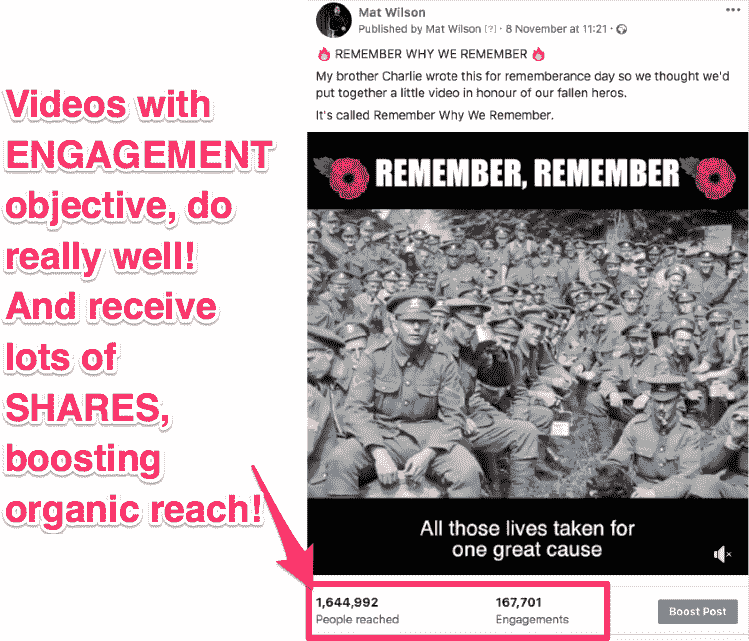 Videos with
ENGAGEMENT
objective, do
really well!
And receive
lots of
SHARES,
boosting
organic reach!
Mat Wilson
Published by Mat Wilson [?] · 8 November at 11:21 ·
🔥 REMEMBER WHY WE REMEMBER 🔥
My brother Charlie wrote this for rememberance day so we thought we'd
put together a little video in honour of our fallen heros.
It's called Remember Why We Remember.
REMEMBER, REMEMBER
All those lives taken for
one great cause
1,644,992
People reached
167,701
Engagements
Boost Post